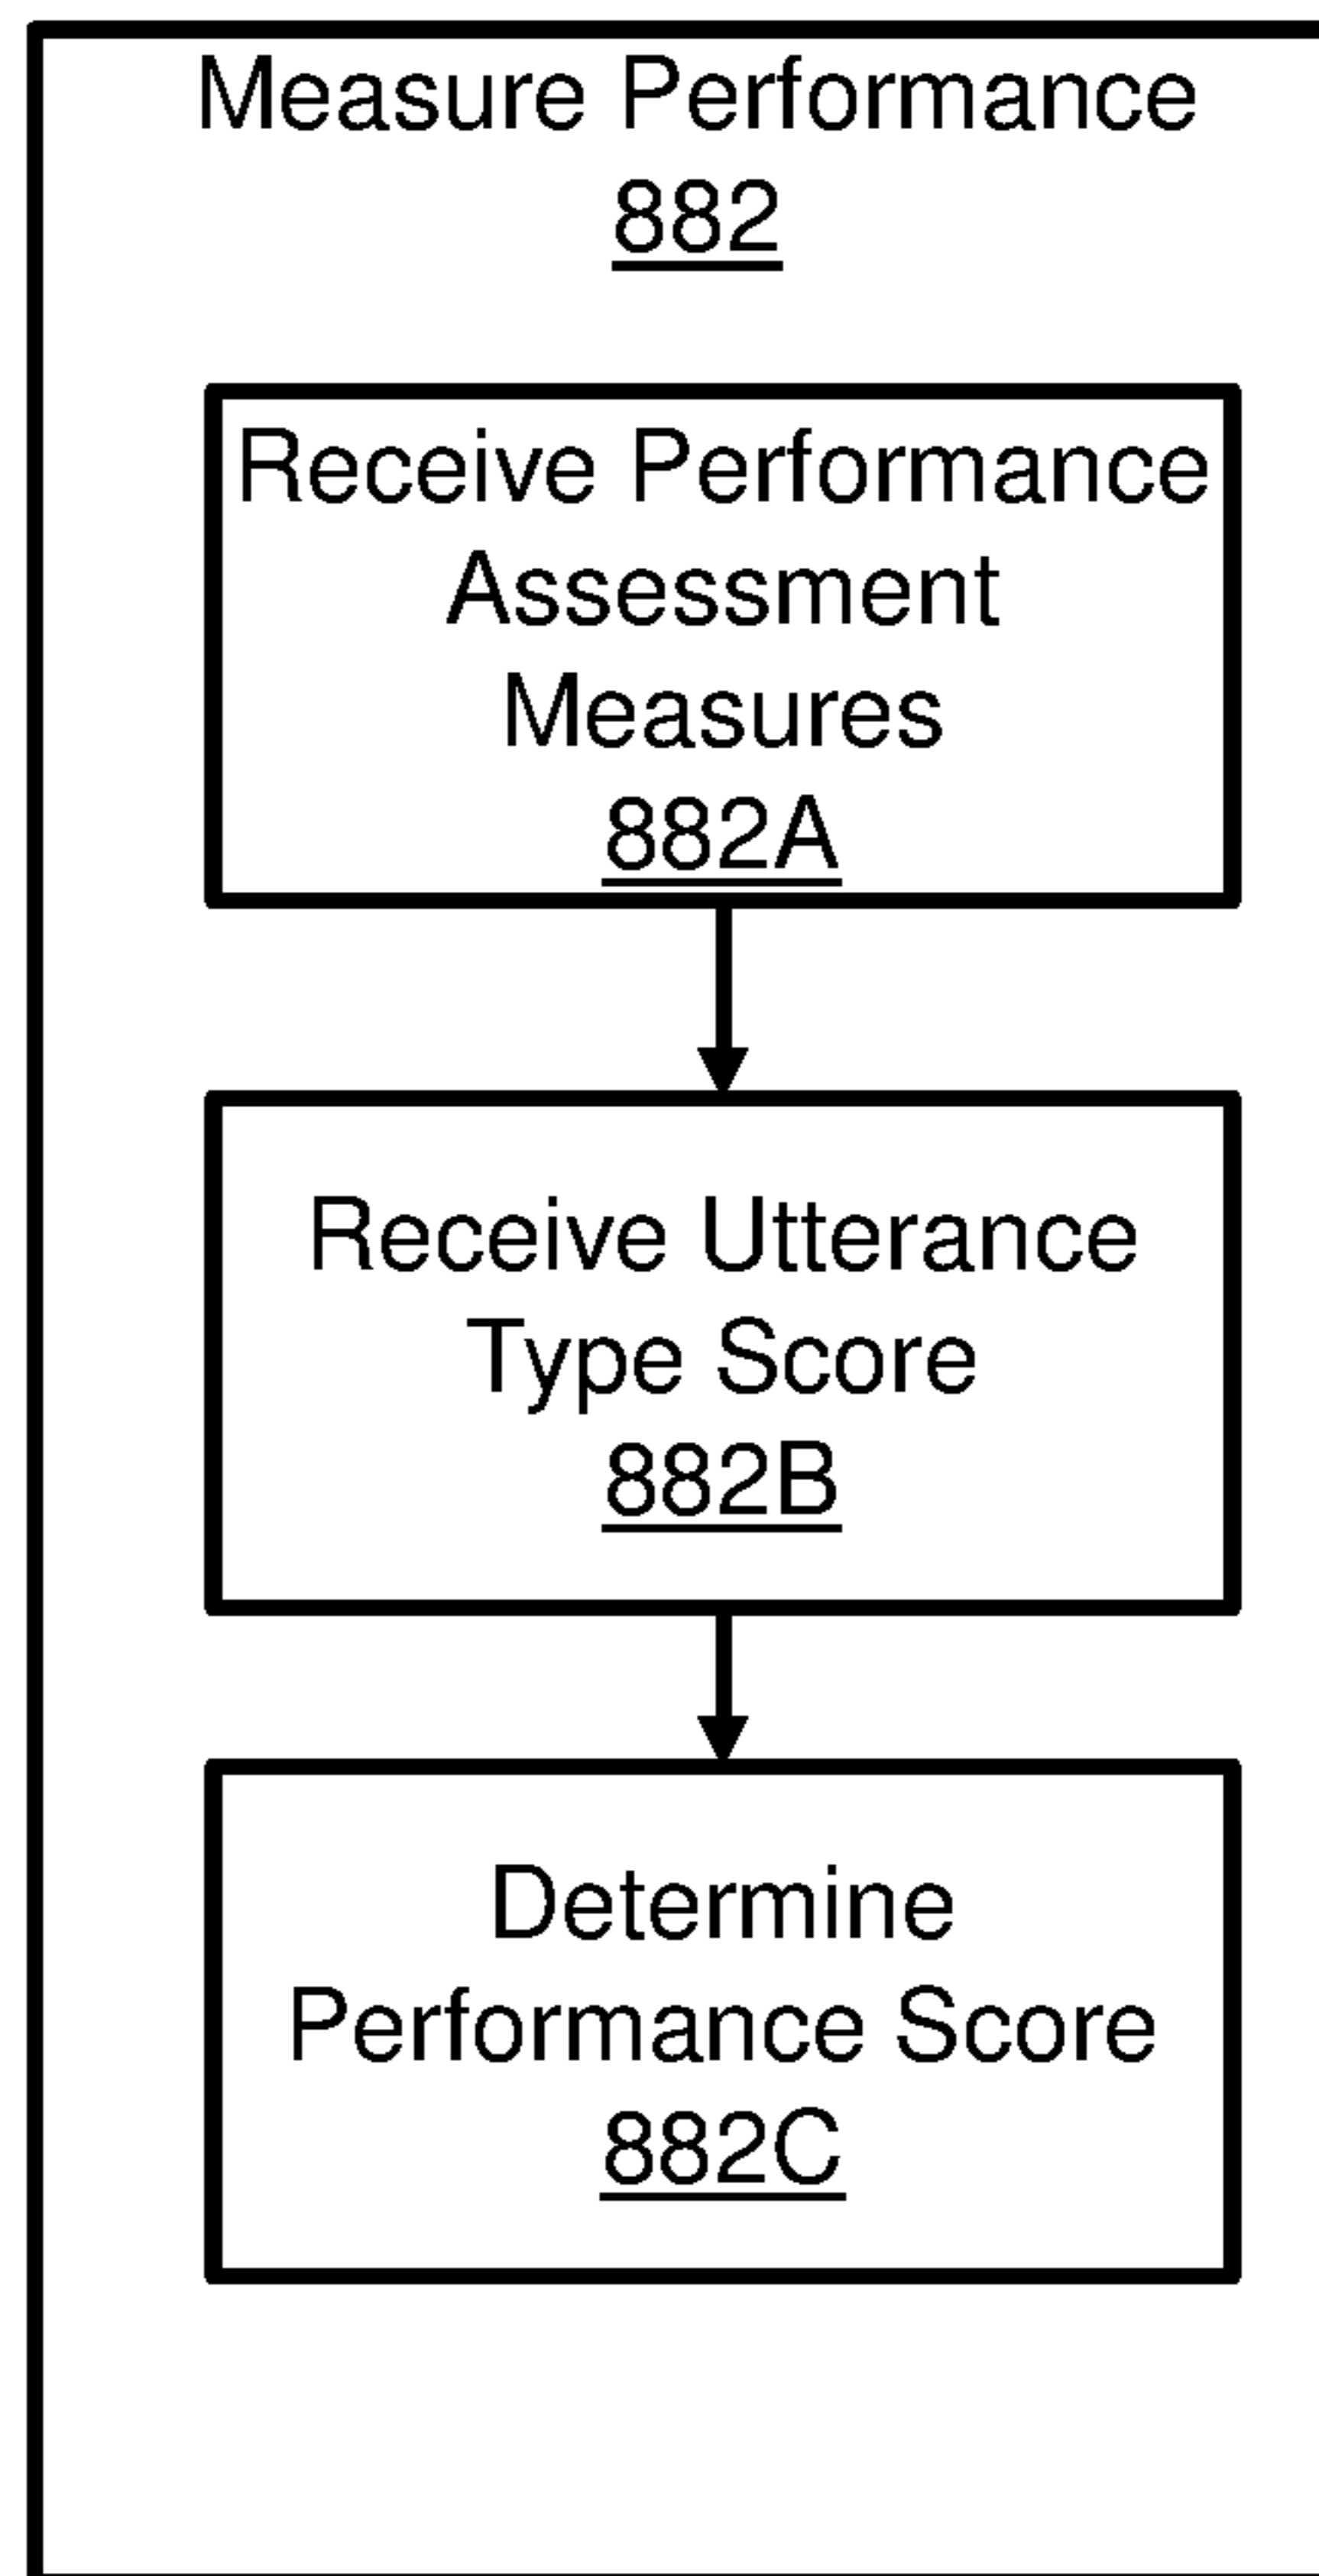 Measure Performance
882
Receive Performance
Assessment
Measures
882A
Receive Utterance
Type Score
882B
Determine
Performance Score
882C